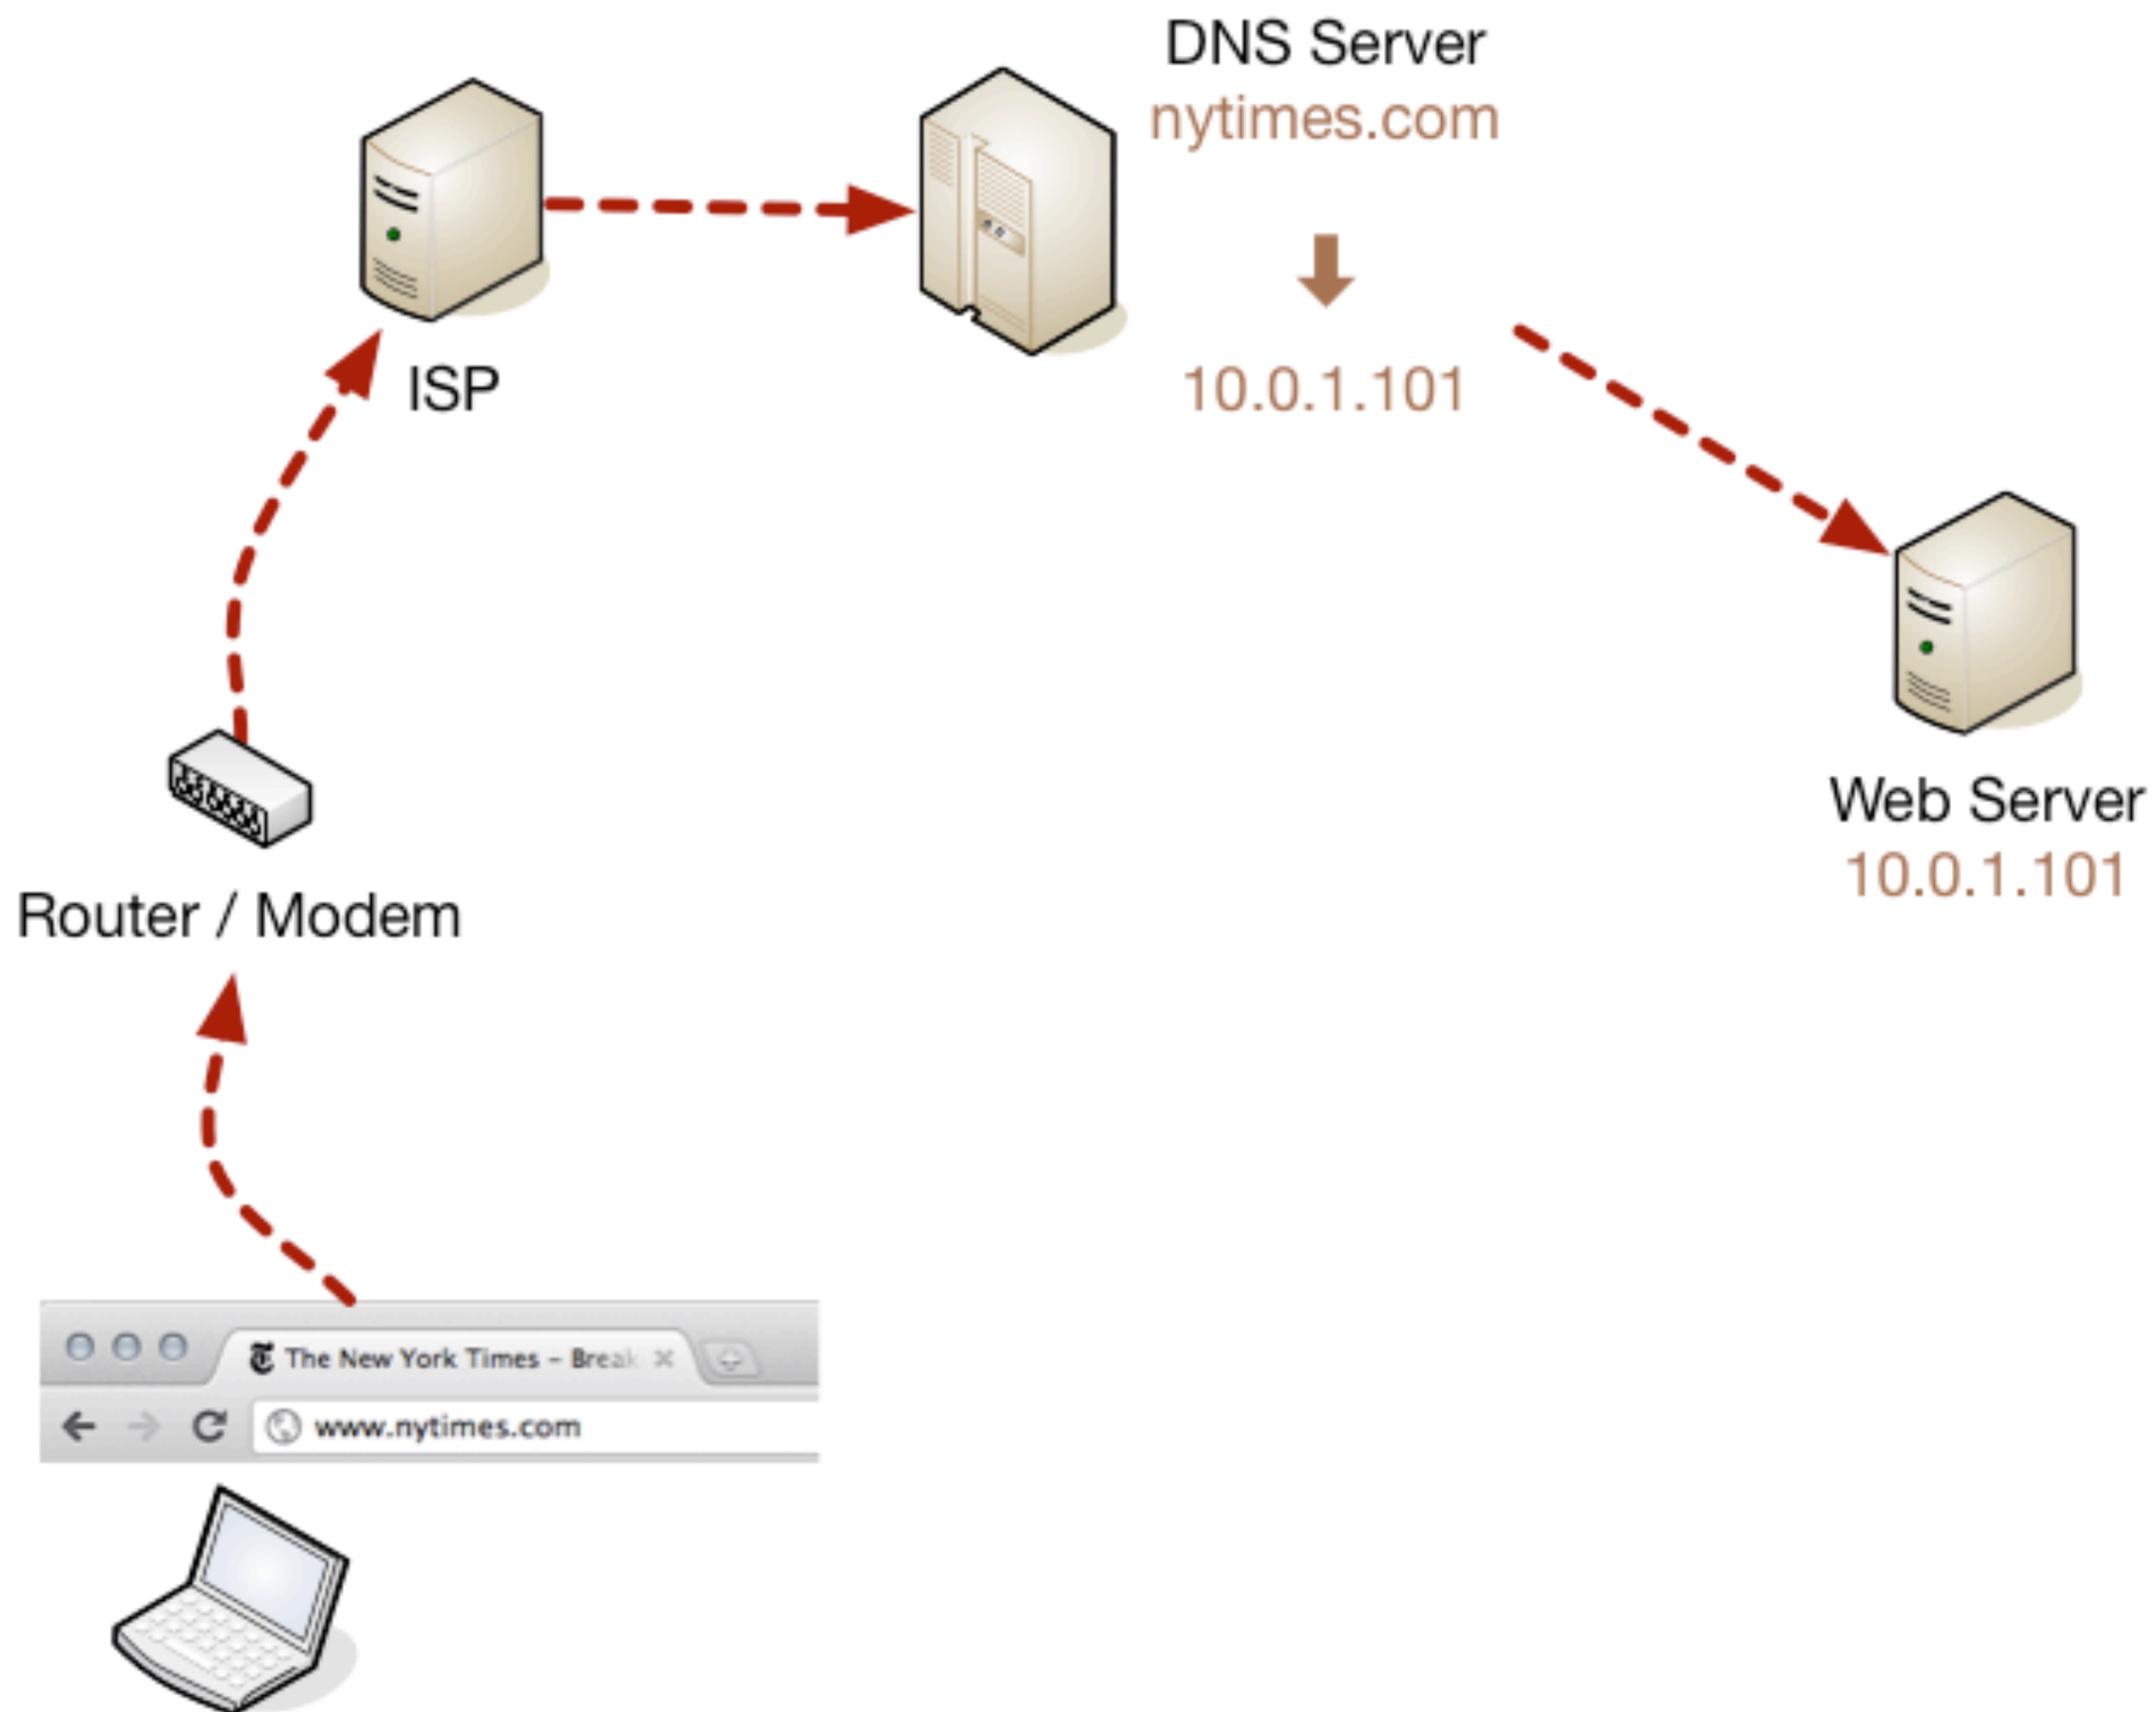 DNS Server
nytimes.com
10.0.1.101
ISP
Web Server
10.0.1.101
Router / Modem
The New York Times - Break
www.nytimes.com